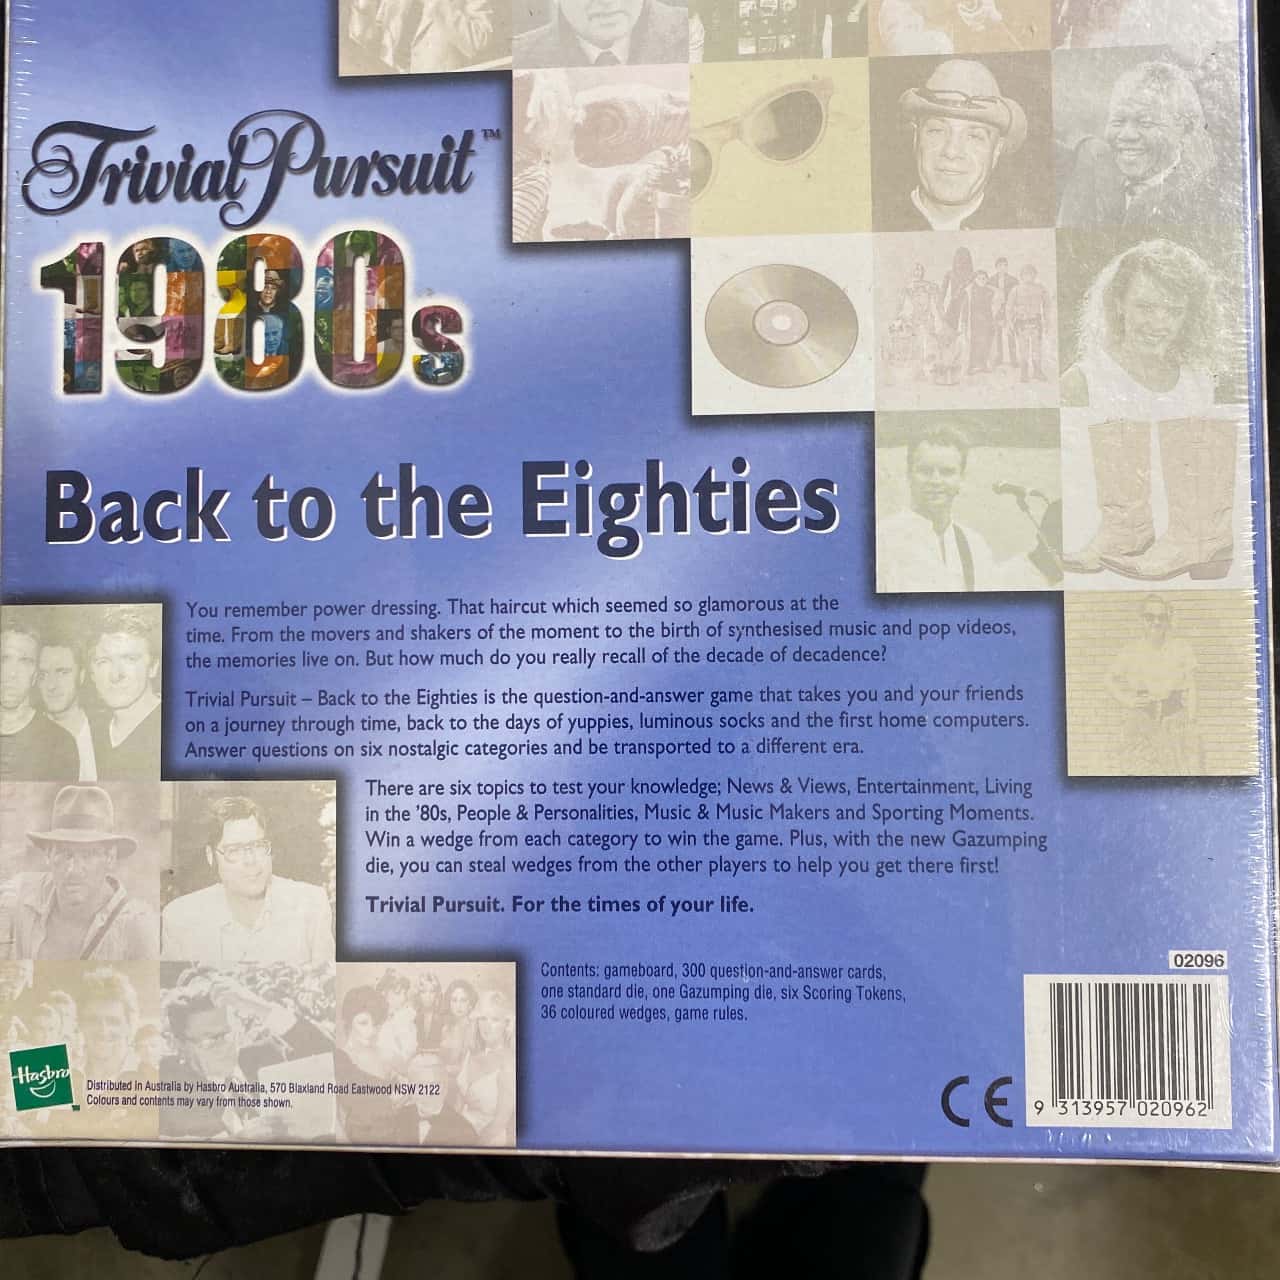 Trivial Pursuit™
1980s
Back to the Eighties
You remember power dressing. That haircut which seemed so glamorous at the
time. From the movers and shakers of the moment to the birth of synthesised music and pop videos,
the memories live on. But how much do you really recall of the decade of decadence?
Trivial Pursuit – Back to the Eighties is the question-and-answer game that takes you and your friends
on a journey through time, back to the days of yuppies, luminous socks and the first home computers.
Answer questions on six nostalgic categories and be transported to a different era.
There are six topics to test your knowledge; News & Views, Entertainment, Living
in the '80s, People & Personalities, Music & Music Makers and Sporting Moments.
Win a wedge from each category to win the game. Plus, with the new Gazumping
die, you can steal wedges from the other players to help you get there first!
Trivial Pursuit. For the times of your life.
Contents: gameboard, 300 question-and-answer cards,
one standard die, one Gazumping die, six Scoring Tokens,
36 coloured wedges, game rules.
02096
Hasbro
Distributed in Australia by Hasbro Australia, 570 Blaxland Road Eastwood NSW 2122
Colours and contents may vary from those shown.
CE
9 313957 020962